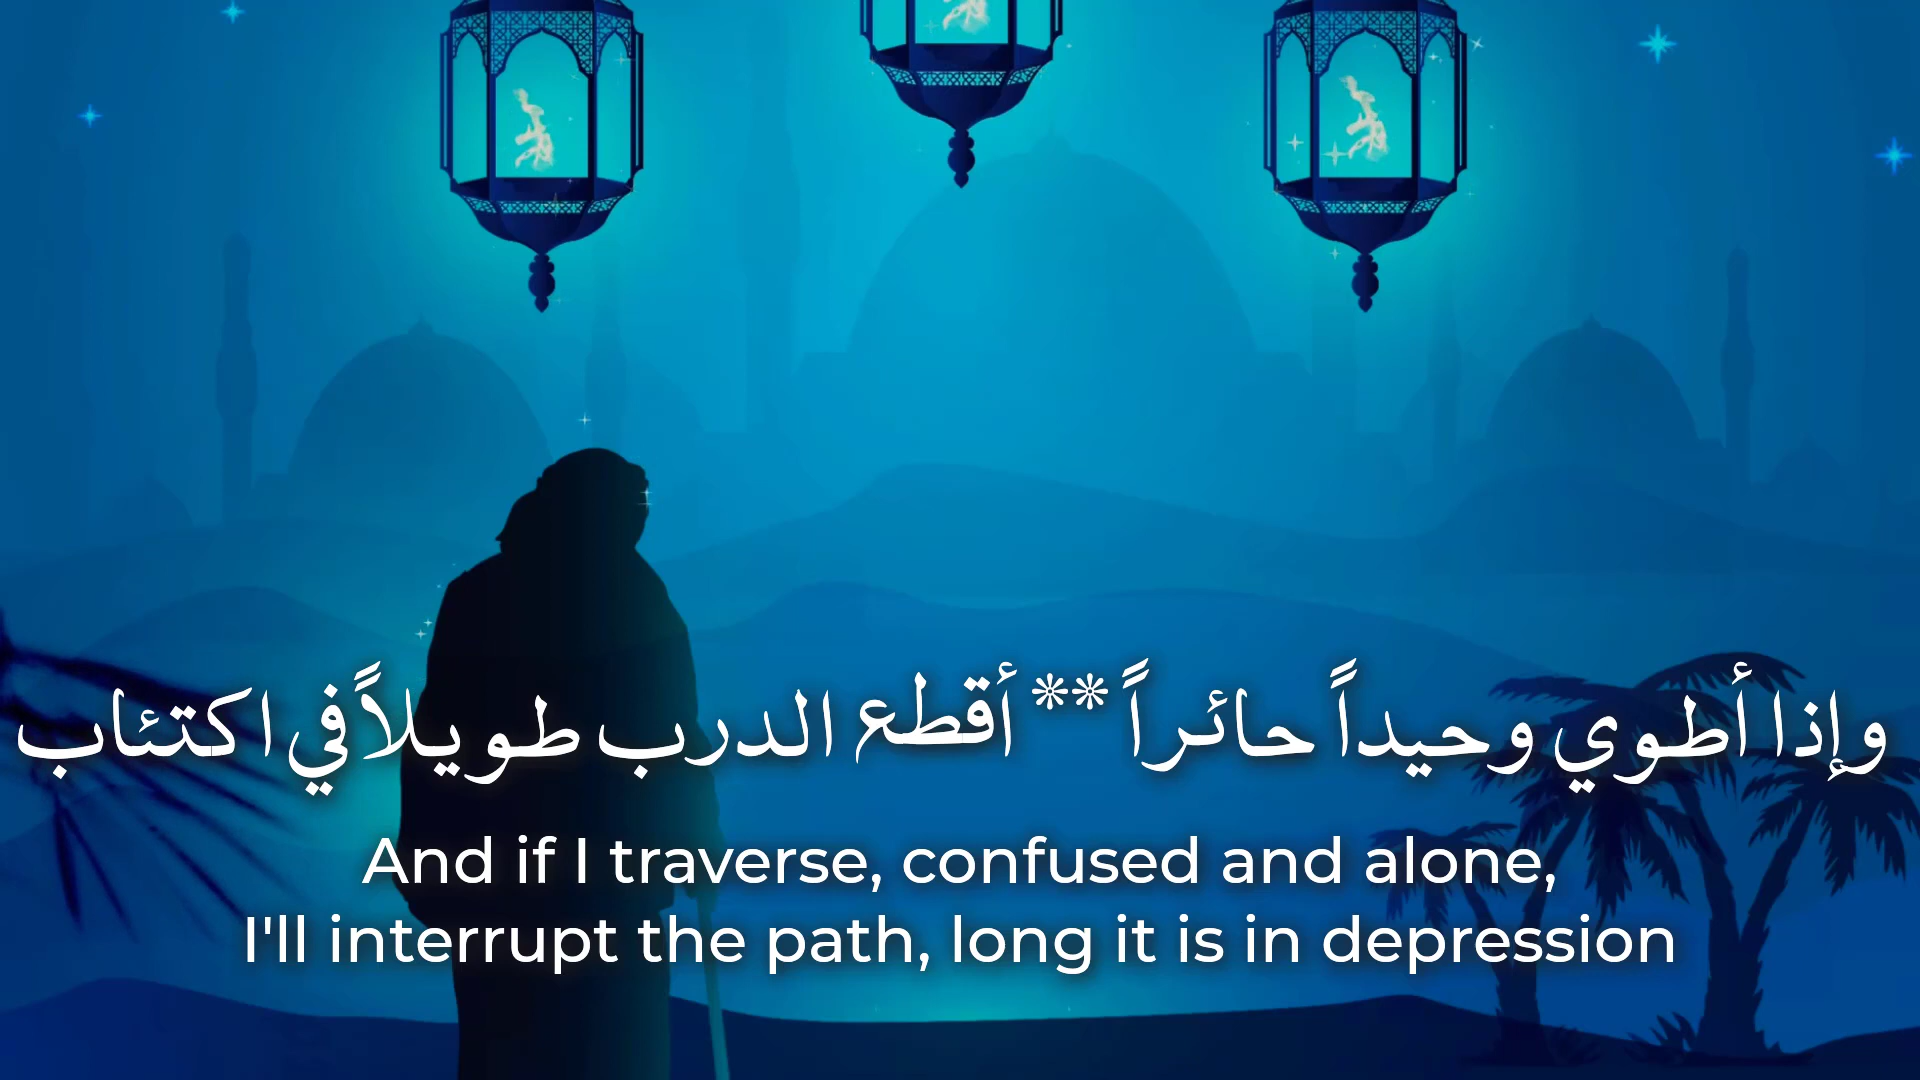 وإذا أطوي وحيداً حائراً ** أقطع الدرب طويلاً في اكتئاب
And if I traverse, confused and alone,
I'll interrupt the path, long it is in depression